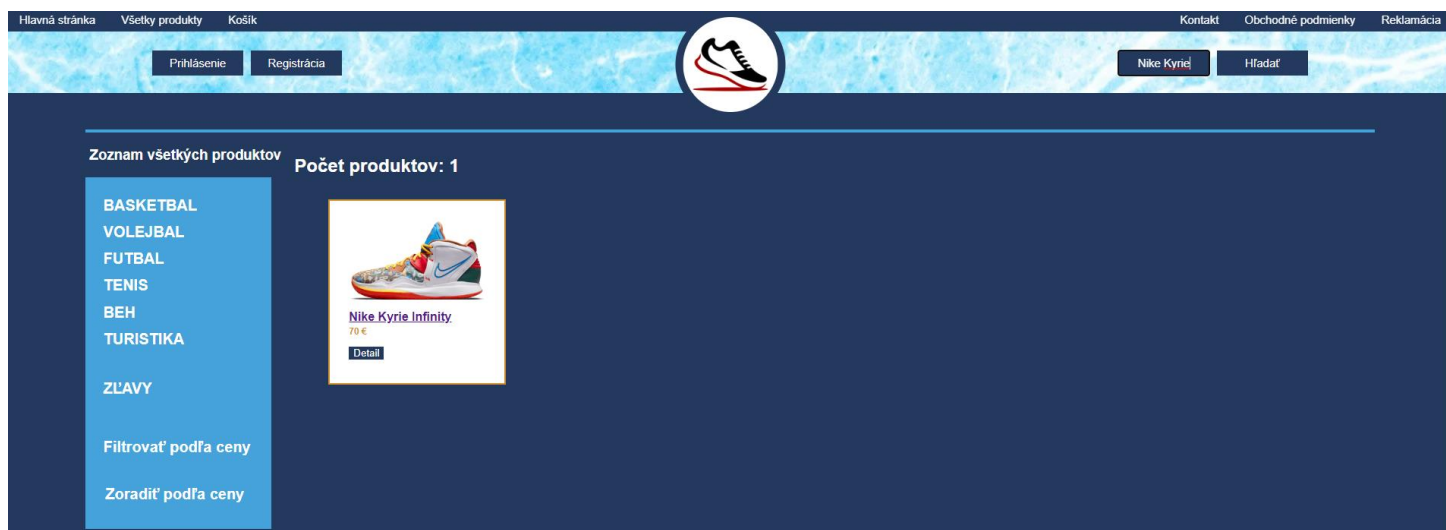 Hlavná stránka Všetky produkty Košík Kontakt Obchodné podmienky Reklamácia
Prihlásenie Registrácia Nike Kyrie Hľadať
Zoznam všetkých produktov
Počet produktov: 1
BASKETBAL
VOLEJBAL
FUTBAL
TENIS
BEH
TURISTIKA
ZĽAVY
Filtrovať podľa ceny
Zoradiť podľa ceny
Nike Kyrie Infinity
70 €
Detail